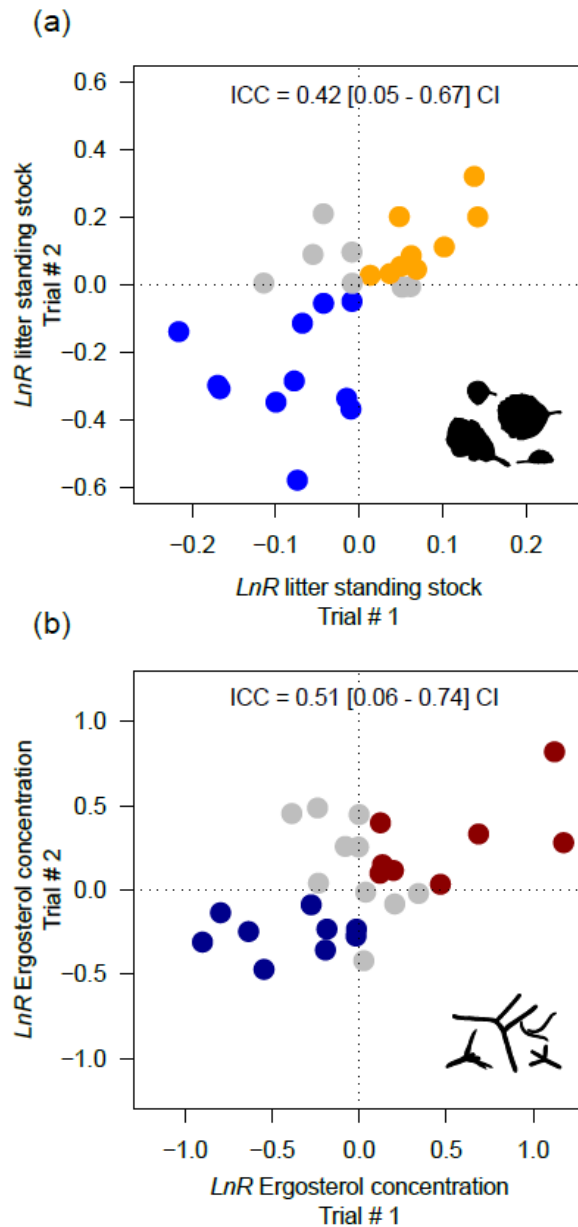 (a)
ICC = 0.42 [0.05 - 0.67] CI
0.6
0.4
0.2
0.0
−0.2
−0.4
−0.6
LnR litter standing stock
Trial # 2
−0.2
−0.1
0.0
0.1
0.2
LnR litter standing stock
Trial # 1
(b)
ICC = 0.51 [0.06 - 0.74] CI
1.0
0.5
0.0
−0.5
−1.0
LnR Ergosterol concentration
Trial # 2
−1.0
−0.5
0.0
0.5
1.0
LnR Ergosterol concentration
Trial # 1